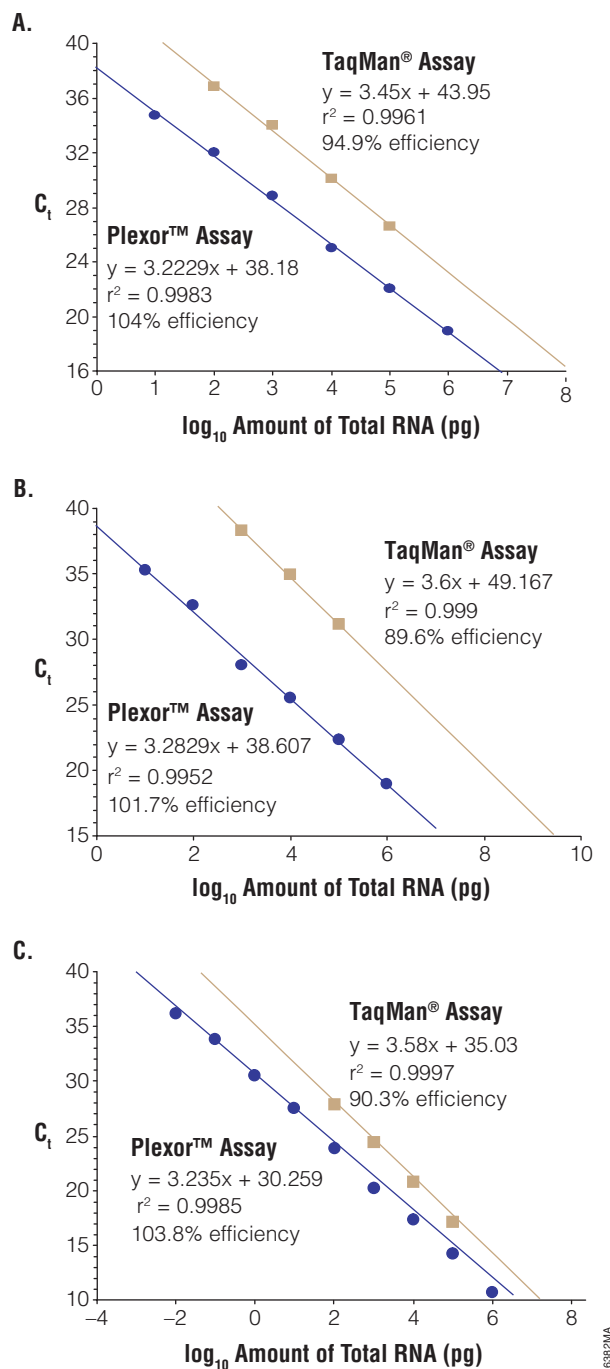 A.
40
36
32
28
24
20
16
C_t
TaqMan® Assay
y = 3.45x + 43.95
r² = 0.9961
94.9% efficiency
Plexor™ Assay
y = 3.2229x + 38.18
r² = 0.9983
104% efficiency
0 1 2 3 4 5 6 7 8
log₁₀ Amount of Total RNA (pg)
B.
40
35
30
25
20
15
C_t
TaqMan® Assay
y = 3.6x + 49.167
r² = 0.999
89.6% efficiency
Plexor™ Assay
y = 3.2829x + 38.607
r² = 0.9952
101.7% efficiency
0 2 4 6 8 10
log₁₀ Amount of Total RNA (pg)
C.
40
35
30
25
20
15
10
C_t
TaqMan® Assay
y = 3.58x + 35.03
r² = 0.9997
90.3% efficiency
Plexor™ Assay
y = 3.235x + 30.259
r² = 0.9985
103.8% efficiency
–4 –2 0 2 4 6 8
log₁₀ Amount of Total RNA (pg)
6382MA